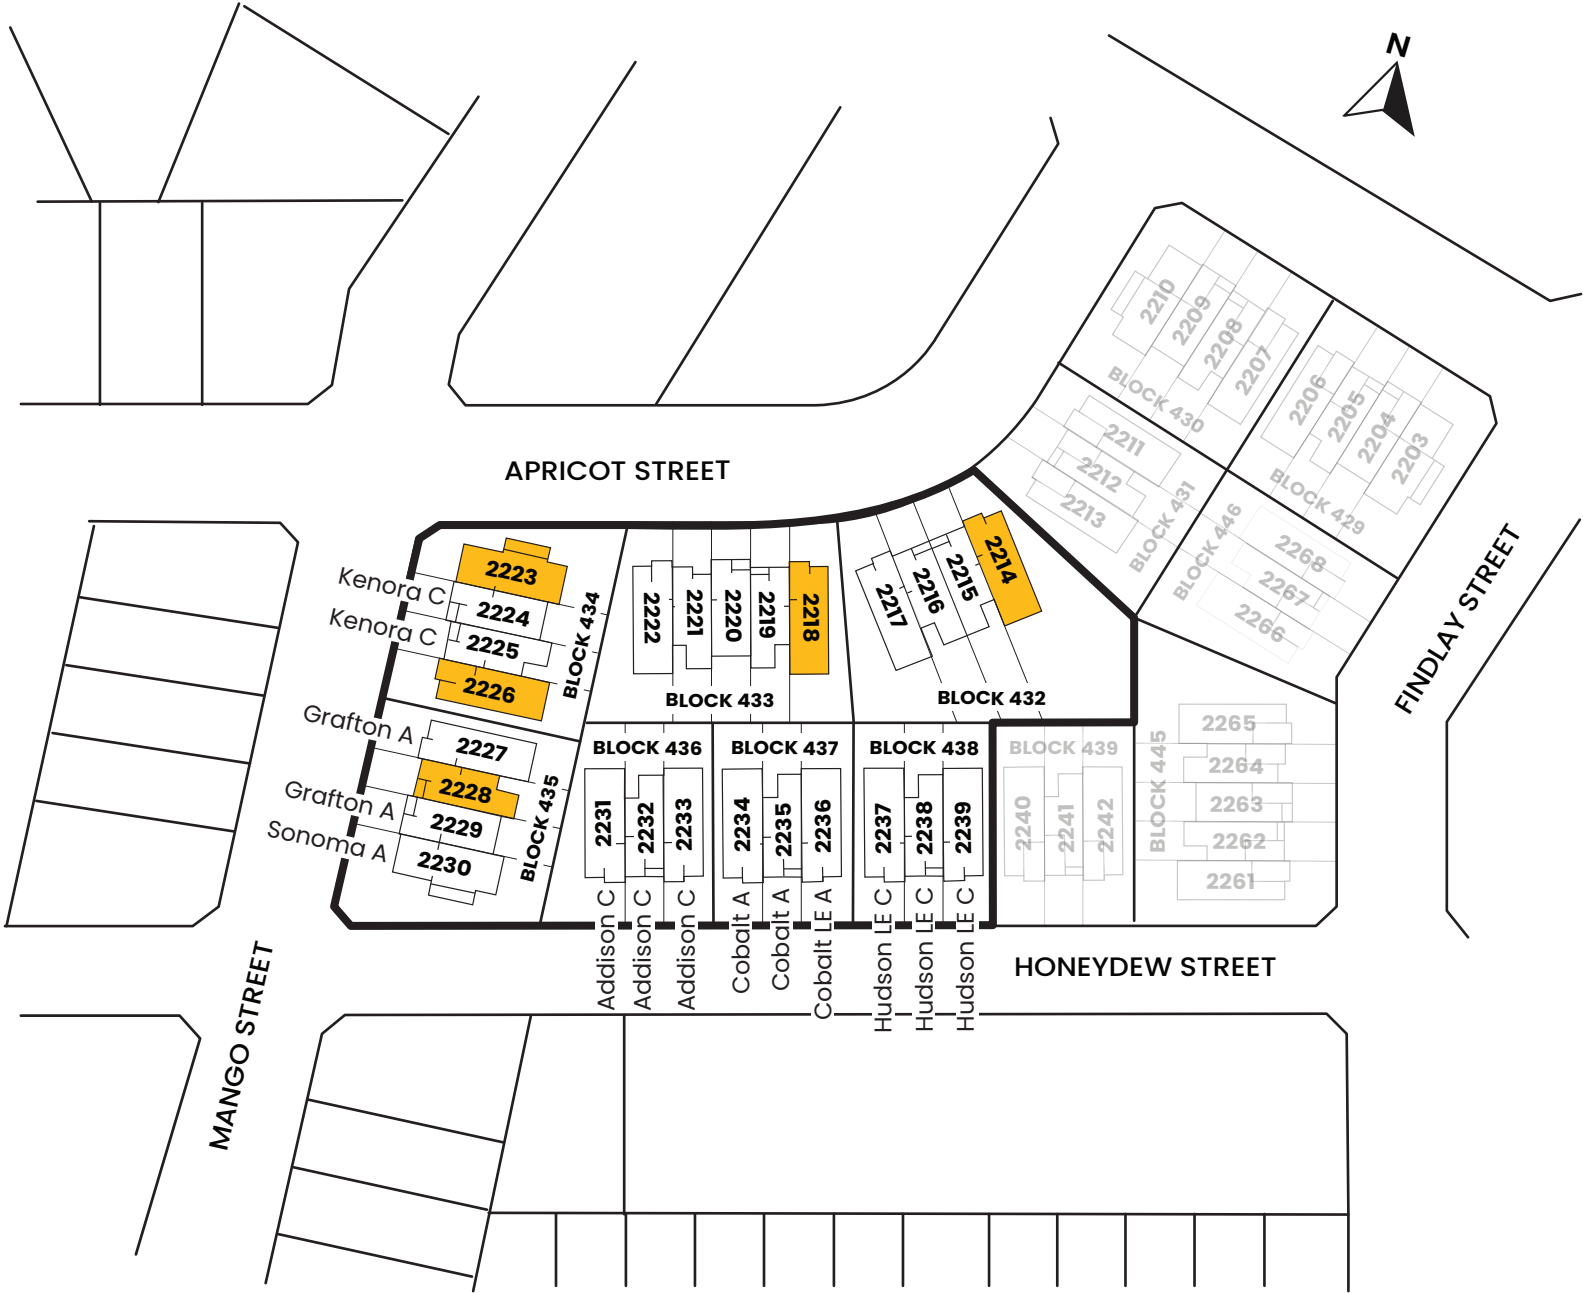 N
2210
2209
2208
2207
BLOCK 430
2206
2205
2204
2203
BLOCK 429
2211
2212
2213
BLOCK 431
BLOCK 446
2268
2267
2266
FINDLAY STREET
APRICOT STREET
Kenora C
2223
2224
Kenora C
2225
2226
BLOCK 434
2222
2221
2220
2219
2218
BLOCK 433
2217
2216
2215
2214
BLOCK 432
Grafton A
2227
2228
Grafton A
2229
Sonoma A
2230
BLOCK 435
BLOCK 436
2231
2232
2233
BLOCK 437
2234
2235
2236
BLOCK 438
2237
2238
2239
BLOCK 439
2240
2241
2242
BLOCK 445
2265
2264
2263
2262
2261
Addison C
Addison C
Addison C
Cobalt A
Cobalt A
Cobalt LE A
Hudson LE C
Hudson LE C
Hudson LE C
HONEYDEW STREET
MANGO STREET